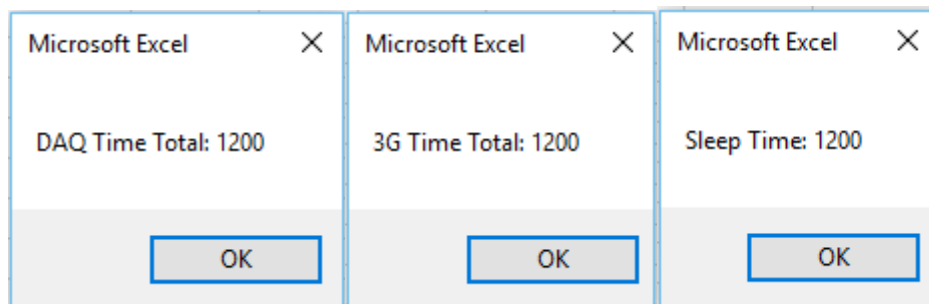 Microsoft Excel
DAQ Time Total: 1200
OK
Microsoft Excel
3G Time Total: 1200
OK
Microsoft Excel
Sleep Time: 1200
OK